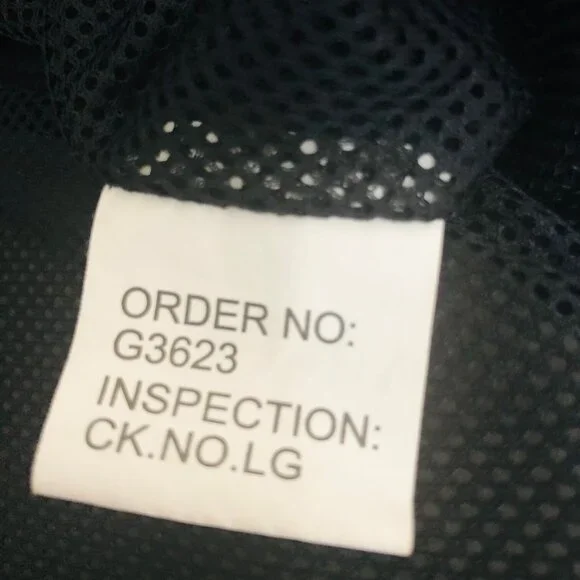 ORDER NO:
G3623
INSPECTION:
CK.NO.LG